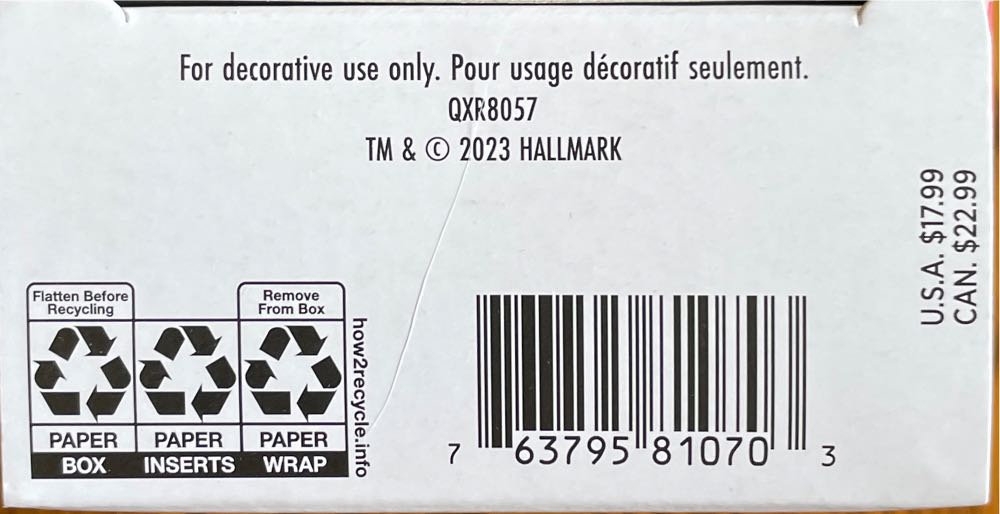 For decorative use only. Pour usage décoratif seulement.
QXR8057
TM & © 2023 HALLMARK
U.S.A. $17.99
CAN. $22.99
Flatten Before
Recycling
Remove
From Box
PAPER PAPER PAPER
BOX INSERTS WRAP
how2recycle.info
7 63795 81070 3